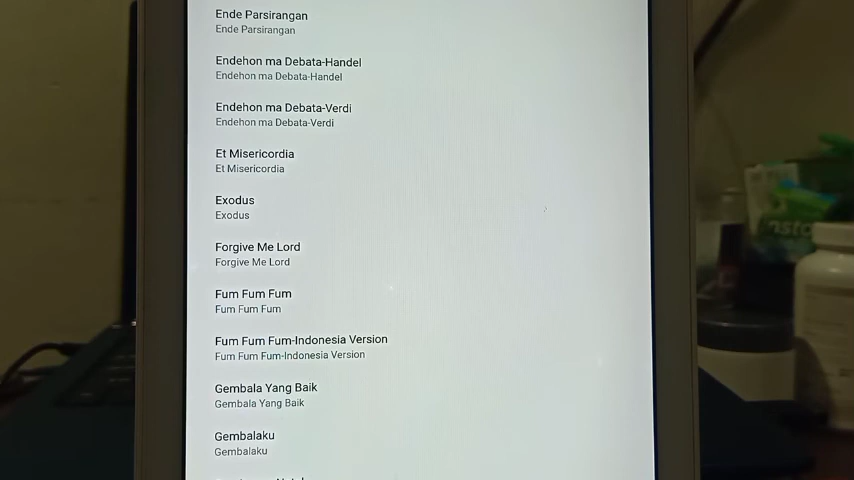 Ende Parsirangan
Ende Parsirangan
Endehon ma Debata-Handel
Endehon ma Debata-Handel
Endehon ma Debata-Verdi
Endehon ma Debata-Verdi
Et Misericordia
Et Misericordia
Exodus
Exodus
Forgive Me Lord
Forgive Me Lord
Fum Fum Fum
Fum Fum Fum
Fum Fum Fum-Indonesia Version
Fum Fum Fum-Indonesia Version
Gembala Yang Baik
Gembala Yang Baik
Gembalaku
Gembalaku